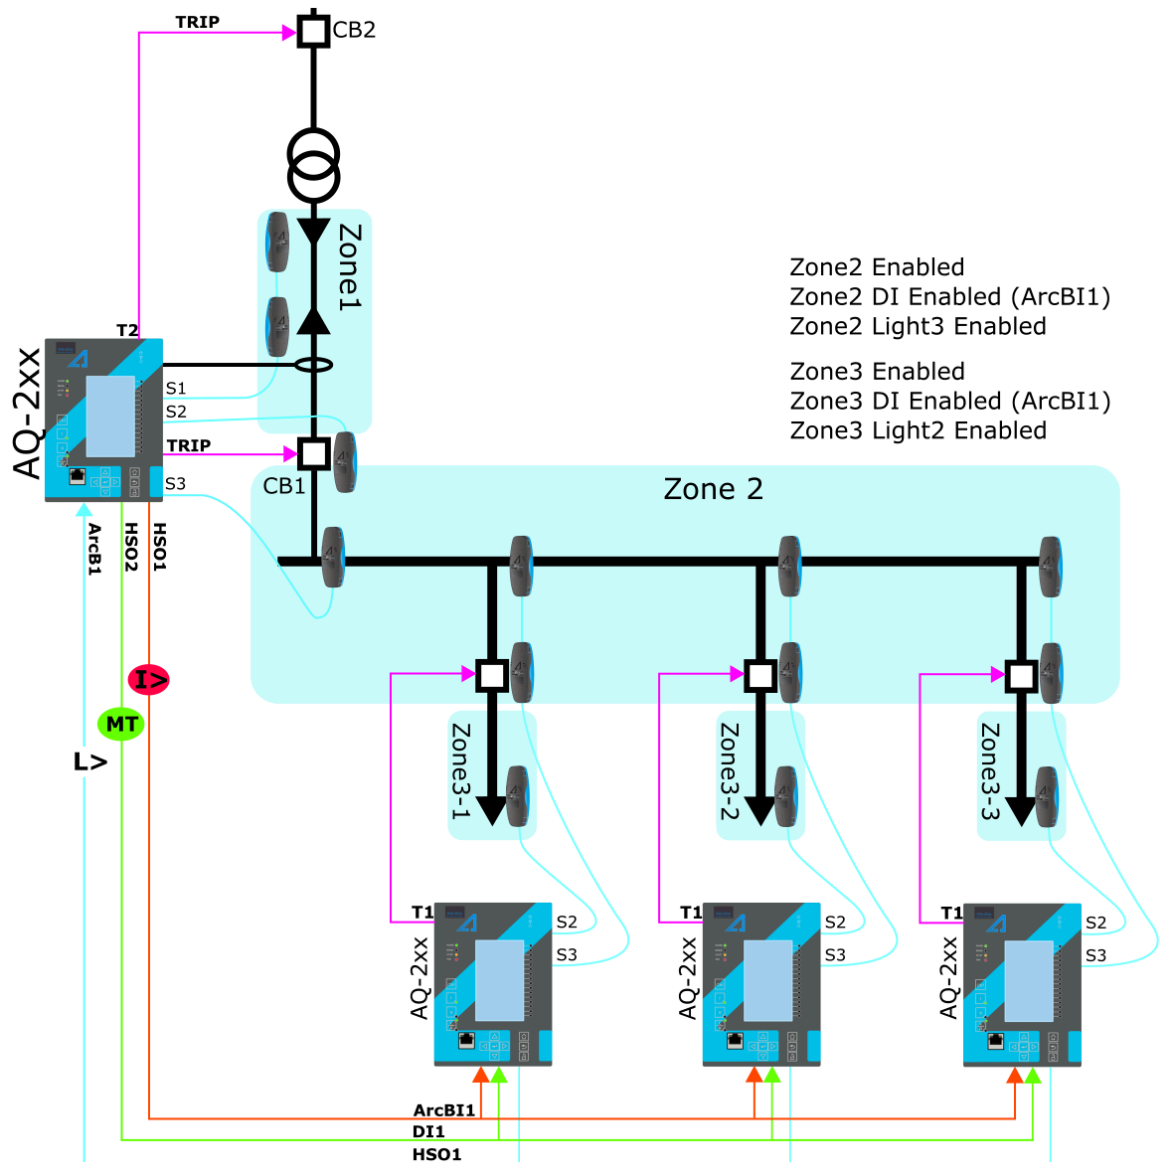 TRIP
CB2
Zone1
Zone2 Enabled
Zone2 DI Enabled (ArcBI1)
Zone2 Light3 Enabled
Zone3 Enabled
Zone3 DI Enabled (ArcBI1)
Zone3 Light2 Enabled
T2
AQ-2xx
S1
S2
TRIP
S3
CB1
Zone 2
ArcB1
HSO2
HSO1
I>
MT
L>
Zone3-1
Zone3-2
Zone3-3
T1
S2
S3
AQ-2xx
T1
S2
S3
AQ-2xx
T1
S2
S3
AQ-2xx
ArcBI1
DI1
HSO1